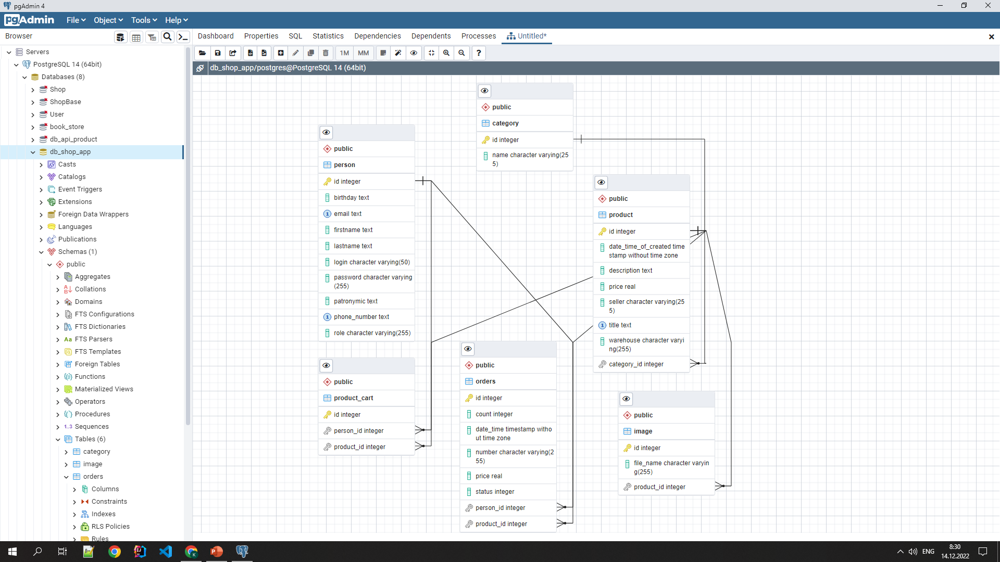 pgAdmin 4
pgAdmin File Object Tools Help
Browser
Dashboard Properties SQL Statistics Dependencies Dependents Processes Untitled*
1M MM ?
db_shop_app/postgres@PostgreSQL 14 (64bit)
Servers
PostgreSQL 14 (64bit)
Databases (8)
Shop
ShopBase
User
book_store
db_api_product
db_shop_app
Casts
Catalogs
Event Triggers
Extensions
Foreign Data Wrappers
Languages
Publications
Schemas (1)
public
Aggregates
Collations
Domains
FTS Configurations
FTS Dictionaries
Aa FTS Parsers
FTS Templates
Foreign Tables
Functions
Materialized Views
Operators
Procedures
1..3 Sequences
Tables (6)
category
image
orders
Columns
Constraints
Indexes
RLS Policies
Rules
public
category
id integer
name character varying(25
5)
public
person
id integer
birthday text
1 email text
firstname text
lastname text
login character varying(50)
password character varying
(255)
patronymic text
1 phone_number text
role character varying(255)
public
product
id integer
date_time_of_created time
stamp without time zone
description text
price real
seller character varying(25
5)
1 title text
warehouse character varyi
ng(255)
category_id integer
public
product_cart
id integer
person_id integer
product_id integer
public
orders
id integer
count integer
date_time timestamp witho
ut time zone
number character varying(2
55)
price real
status integer
person_id integer
product_id integer
public
image
id integer
file_name character varyin
g(255)
product_id integer
ENG
8:30
14.12.2022